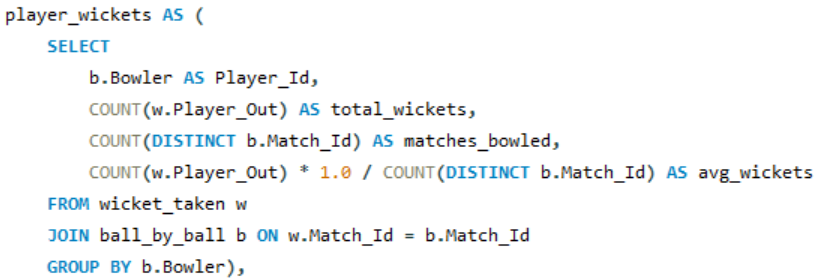 player_wickets AS (
    SELECT
        b.Bowler AS Player_Id,
        COUNT(w.Player_Out) AS total_wickets,
        COUNT(DISTINCT b.Match_Id) AS matches_bowled,
        COUNT(w.Player_Out) * 1.0 / COUNT(DISTINCT b.Match_Id) AS avg_wickets
    FROM wicket_taken w
    JOIN ball_by_ball b ON w.Match_Id = b.Match_Id
    GROUP BY b.Bowler),